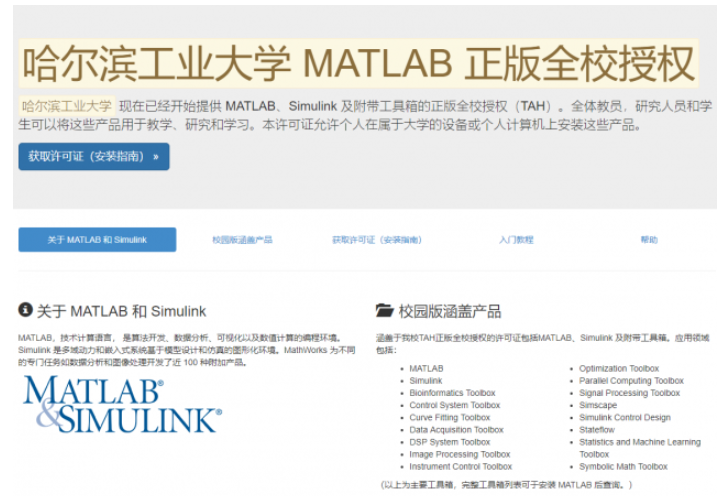 哈尔滨工业大学 MATLAB 正版全校授权
哈尔滨工业大学 现在已经开始提供 MATLAB、Simulink 及附带工具箱的正版全校授权（TAH）。全体教员，研究人员和学
生可以将这些产品用于教学、研究和学习。本许可证允许个人在属于大学的设备或个人计算机上安装这些产品。
获取许可证（安装指南） »
关于 MATLAB 和 Simulink
校园版涵盖产品
获取许可证（安装指南）
入门教程
帮助
关于 MATLAB 和 Simulink
MATLAB，技术计算语言， 是算法开发、数据分析、可视化以及数值计算的编程环境。
Simulink 是多域动力和嵌入式系统基于模型设计和仿真的图形化环境。MathWorks 为不同
的专门任务如数据分析和图像处理开发了近 100 种附加产品。
MATLAB®
&SIMULINK®
校园版涵盖产品
涵盖于我校TAH正版全校授权的许可证包括MATLAB、Simulink 及附带工具箱。应用领域
包括：
• MATLAB
• Simulink
• Bioinformatics Toolbox
• Control System Toolbox
• Curve Fitting Toolbox
• Data Acquisition Toolbox
• DSP System Toolbox
• Image Processing Toolbox
• Instrument Control Toolbox
• Optimization Toolbox
• Parallel Computing Toolbox
• Signal Processing Toolbox
• Simscape
• Simulink Control Design
• Stateflow
• Statistics and Machine Learning
Toolbox
• Symbolic Math Toolbox
（以上为主要工具箱，完整工具箱列表可于安装 MATLAB 后查询。）